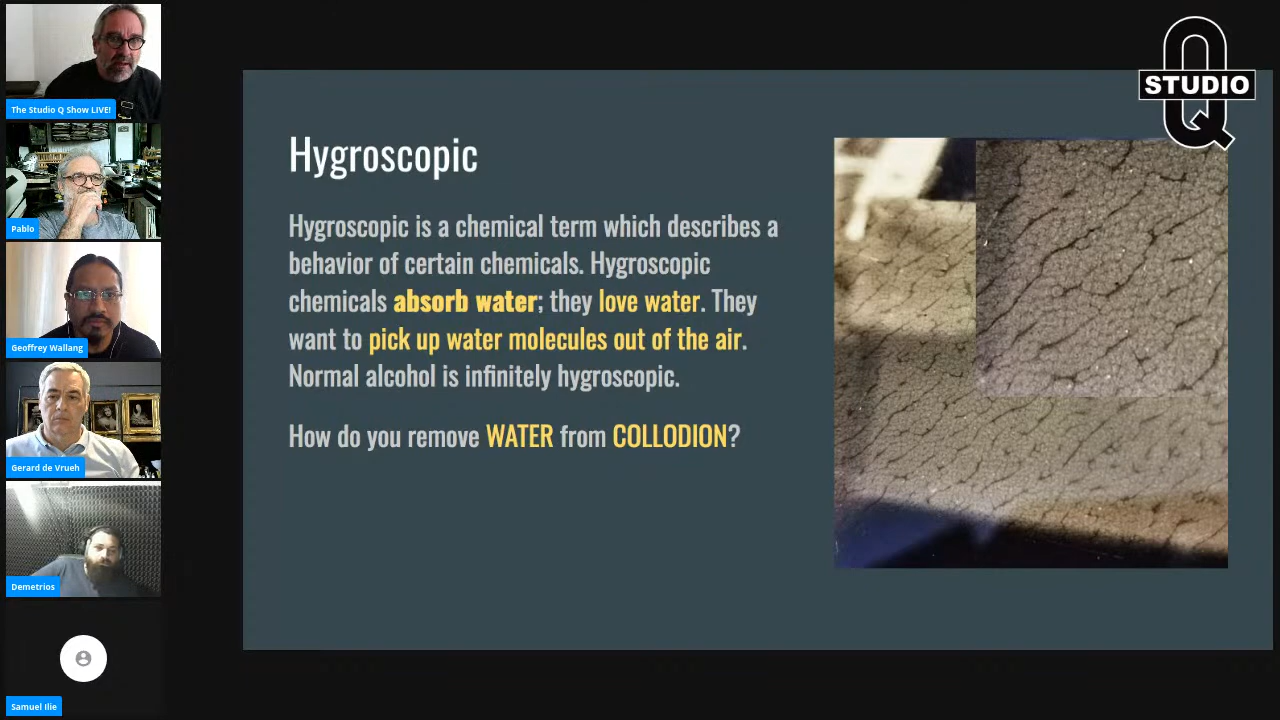 The Studio Q Show LIVE!
Pablo
Geoffrey Wallang
Gerard de Vrueh
Demetrios
Samuel Ilie
STUDIO
Q
Hygroscopic
Hygroscopic is a chemical term which describes a
behavior of certain chemicals. Hygroscopic
chemicals absorb water; they love water. They
want to pick up water molecules out of the air.
Normal alcohol is infinitely hygroscopic.
How do you remove WATER from COLLODION?